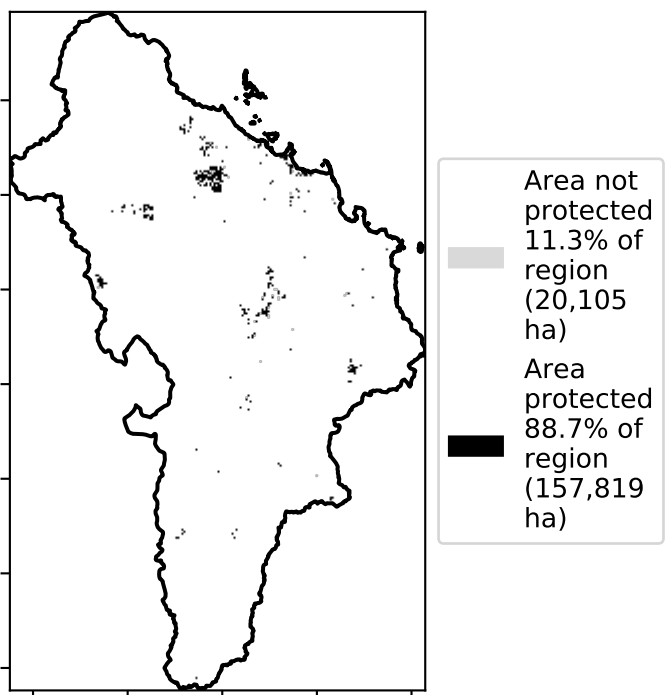 Area not
protected
11.3% of
region
(20,105
ha)
Area
protected
88.7% of
region
(157,819
ha)